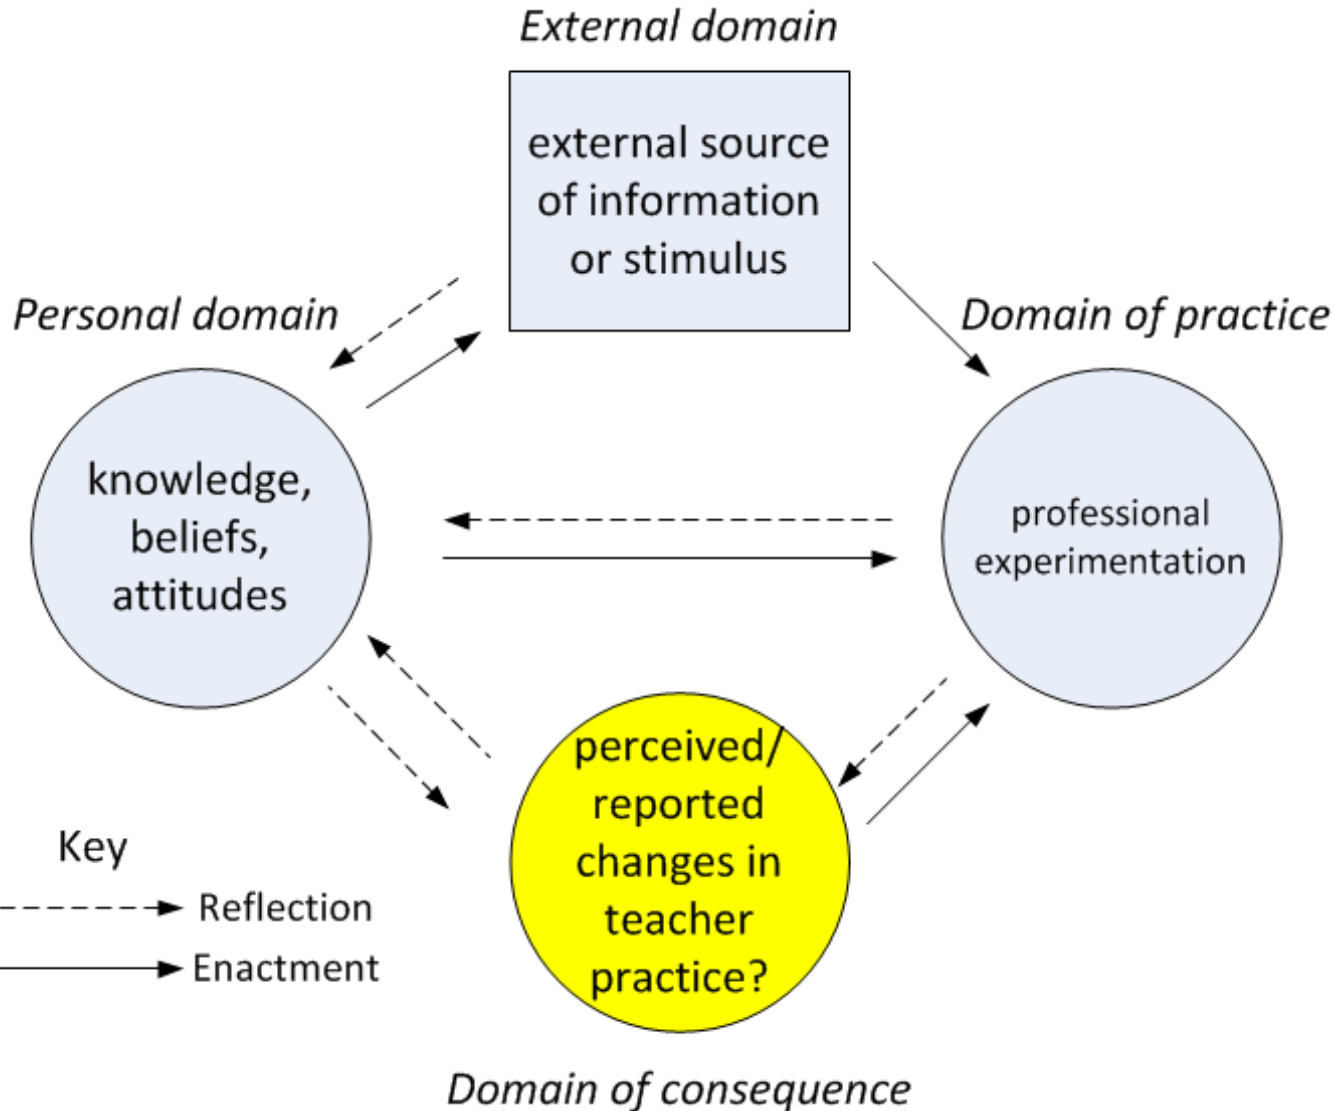 External domain
external source
of information
or stimulus
Personal domain
Domain of practice
knowledge,
beliefs,
attitudes
professional
experimentation
perceived/
reported
changes in
teacher
practice?
Key
Reflection
Enactment
Domain of consequence